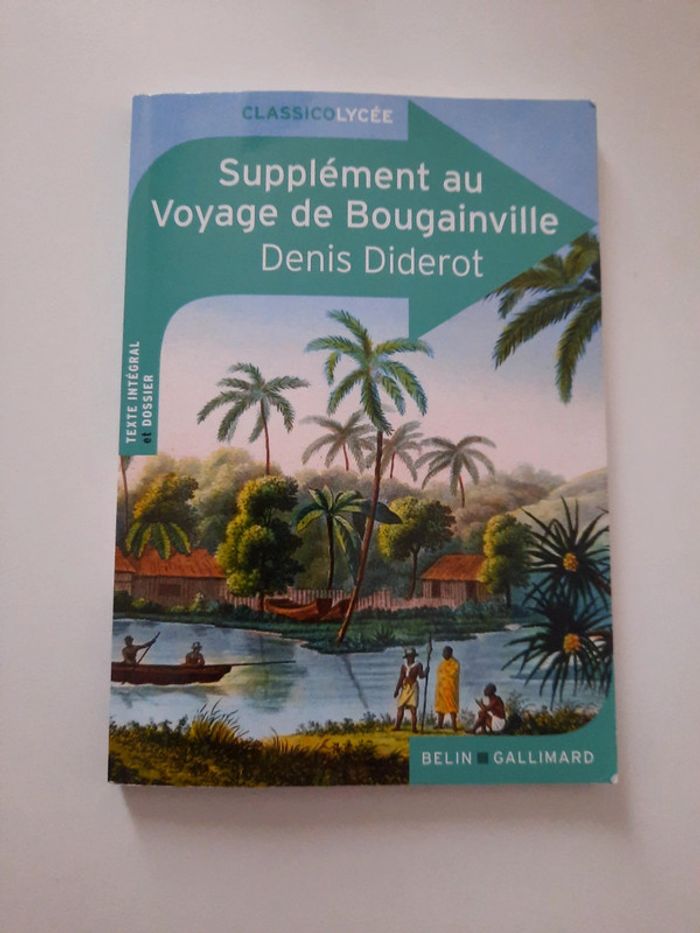 CLASSICOLYCÉE
Supplément au
Voyage de Bougainville
Denis Diderot
TEXTE INTÉGRAL
et DOSSIER
BELIN ■ GALLIMARD